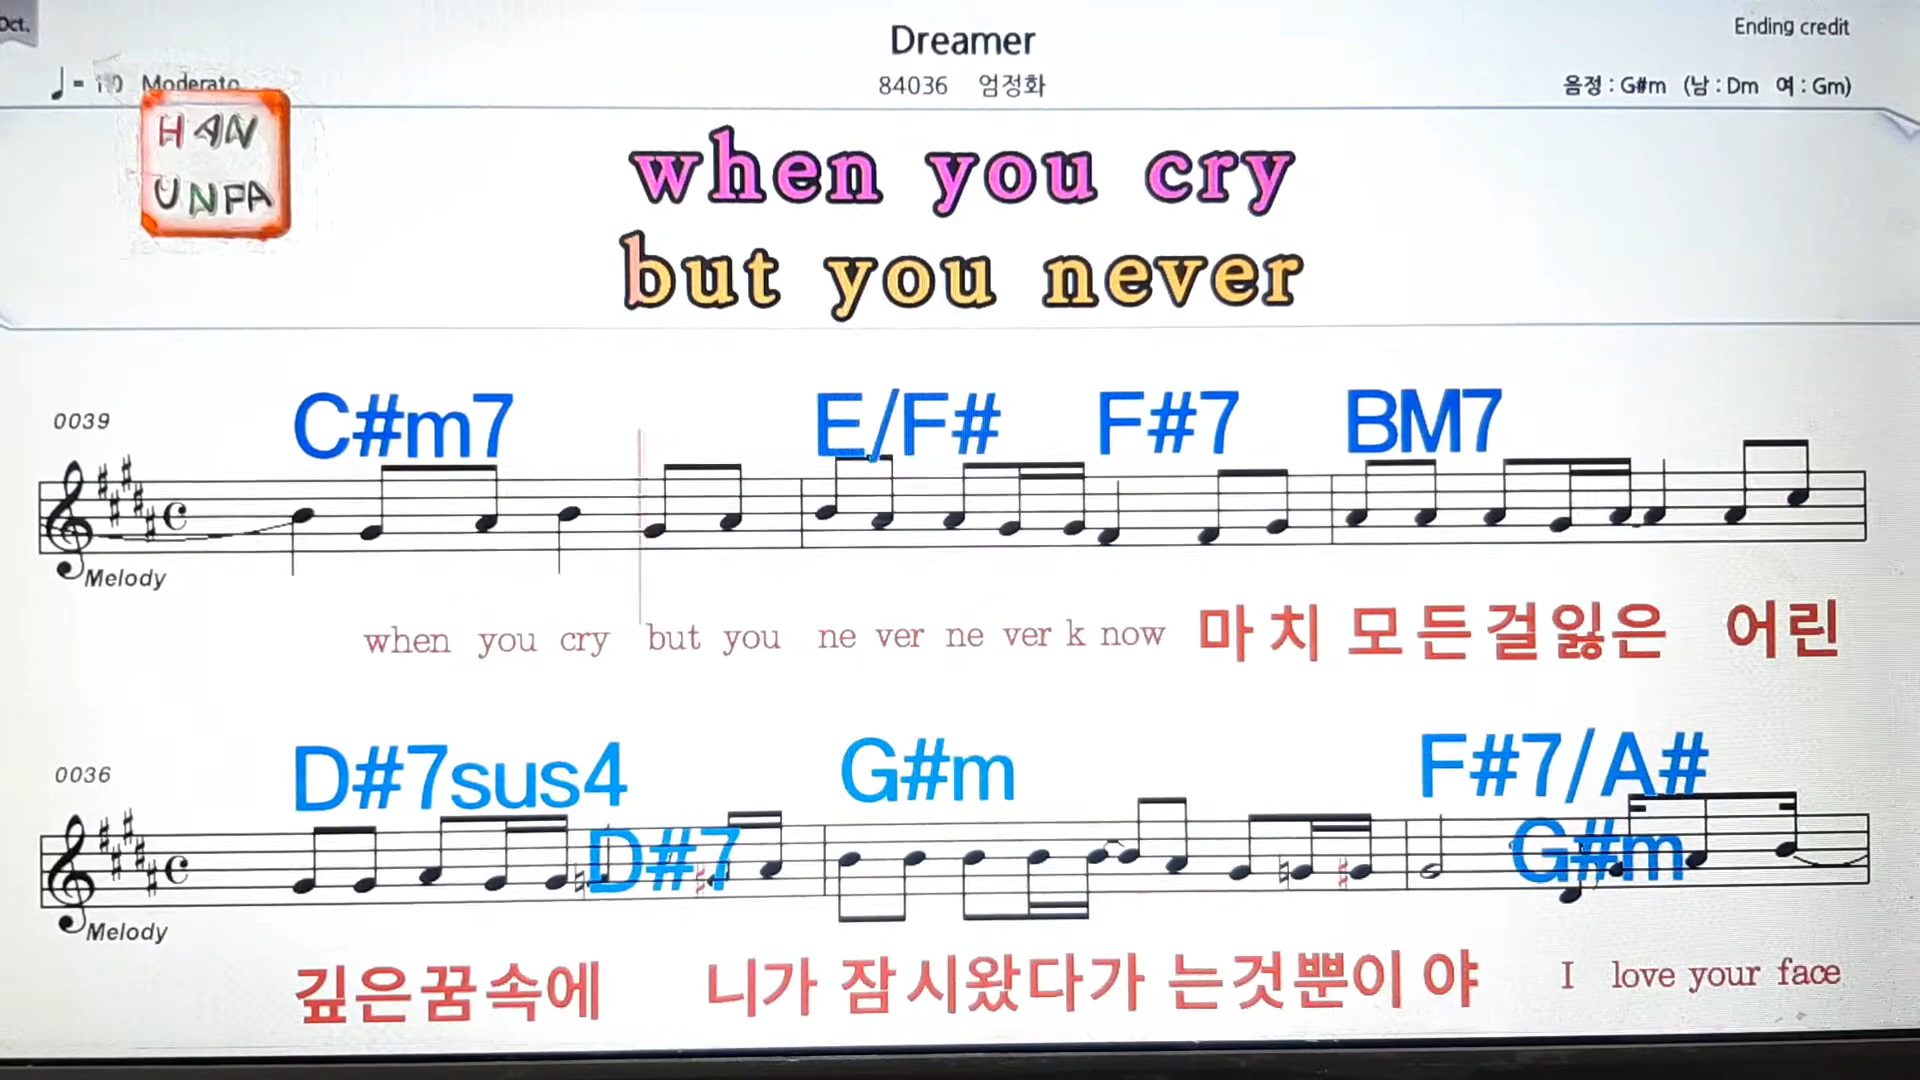 Oct.
Dreamer
Ending credit
Moderato
84036 엄정화
음정 : G#m (남 : Dm 여 : Gm)
HAN
UNPA
when you cry
but you never
C#m7 E/F# F#7 BM7
0039
Melody
when you cry but you ne ver ne ver k now 마 치 모 든 걸 잃 은 어 린
D#7sus4 G#m F#7/A#
0036
D#7 G#m
Melody
깊 은 꿈 속 에 니 가 잠 시 왔 다 가 는 것 뿐 이 야 I love your face